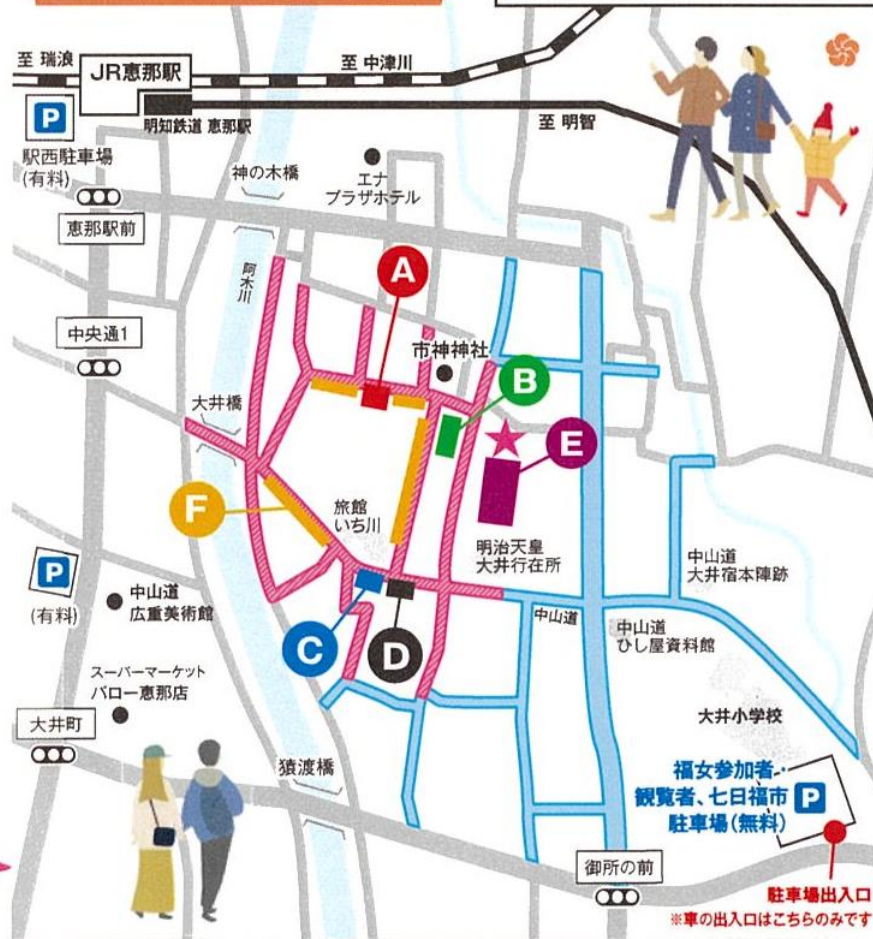 至 瑞浪
JR恵那駅
至 中津川
明知鉄道 恵那駅
至 明智
P
駅西駐車場
(有料)
恵那駅前
神の木橋
エナ
プラザホテル
阿木川
A
中央通1
市神神社
B
大井橋
E
F
旅館
いち川
明治天皇
大井行在所
中山道
大井宿本陣跡
P
(有料)
中山道
広重美術館
C
D
中山道
中山道
ひし屋資料館
スーパーマーケット
バロー恵那店
大井町
大井小学校
猿渡橋
福女参加者・
観覧者、七日福市
駐車場(無料)
P
御所の前
駐車場出入口
※車の出入口はこちらのみです